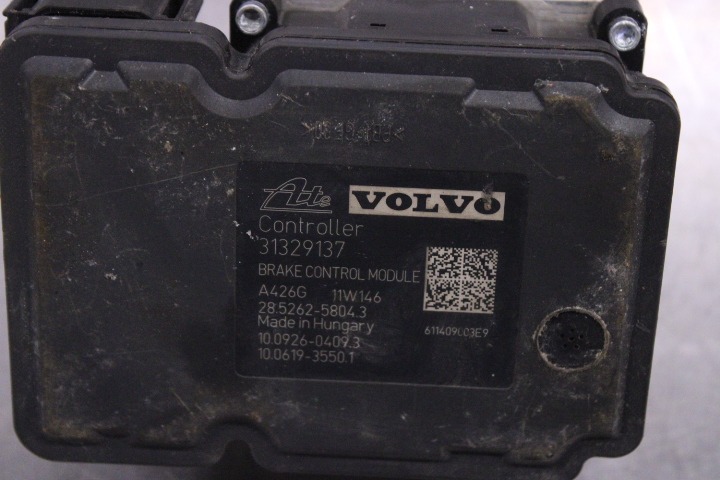 Ate VOLVO
Controller
31329137
BRAKE CONTROL MODULE
A426G 11W146
28.5262-5804.3
Made in Hungary
611409C03E9
10.0926-0409.3
10.0619-3550.1